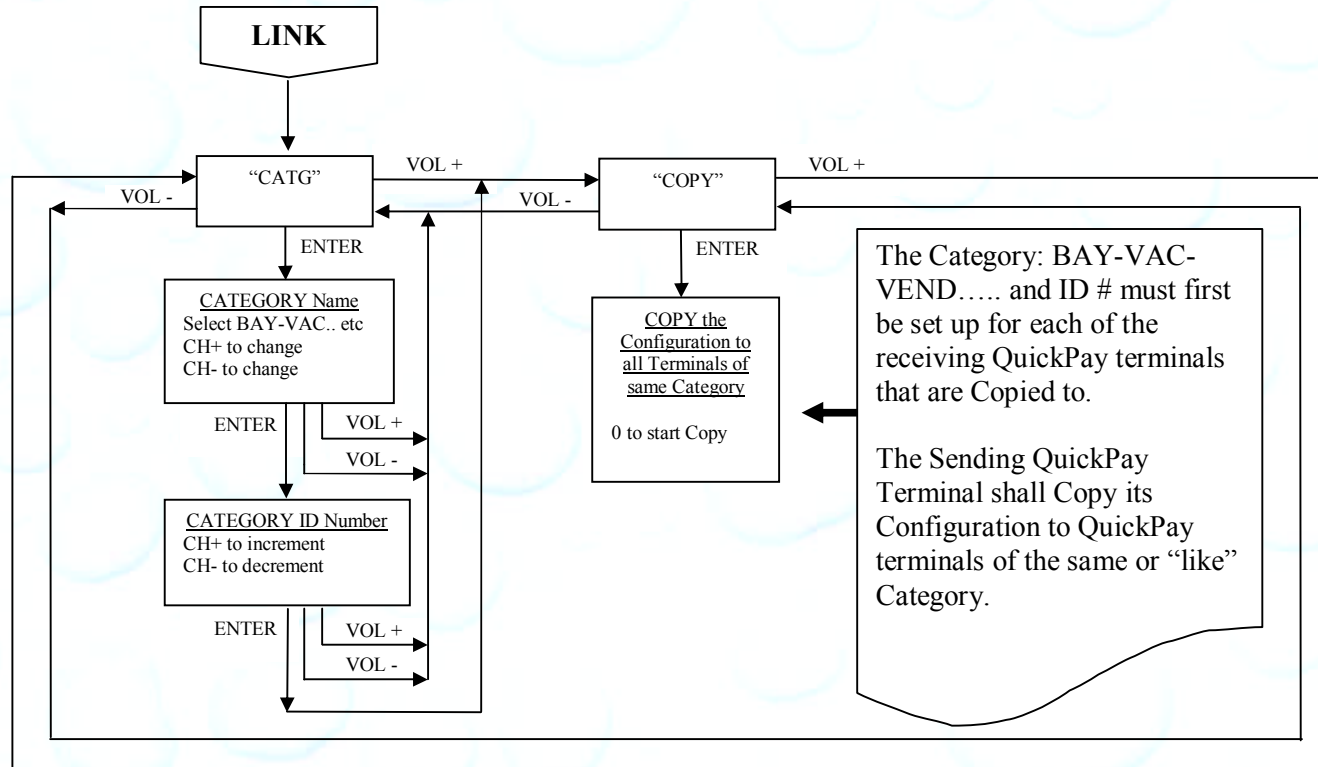 LINK
"CATG"
VOL +
"COPY"
VOL +
VOL -
VOL -
ENTER
ENTER
CATEGORY Name
Select BAY-VAC.. etc
CH+ to change
CH- to change
ENTER
VOL +
VOL -
CATEGORY ID Number
CH+ to increment
CH- to decrement
ENTER
VOL +
VOL -
COPY the
Configuration to
all Terminals of
same Category
0 to start Copy
The Category: BAY-VAC-
VEND….. and ID # must first
be set up for each of the
receiving QuickPay terminals
that are Copied to.
The Sending QuickPay
Terminal shall Copy its
Configuration to QuickPay
terminals of the same or “like”
Category.